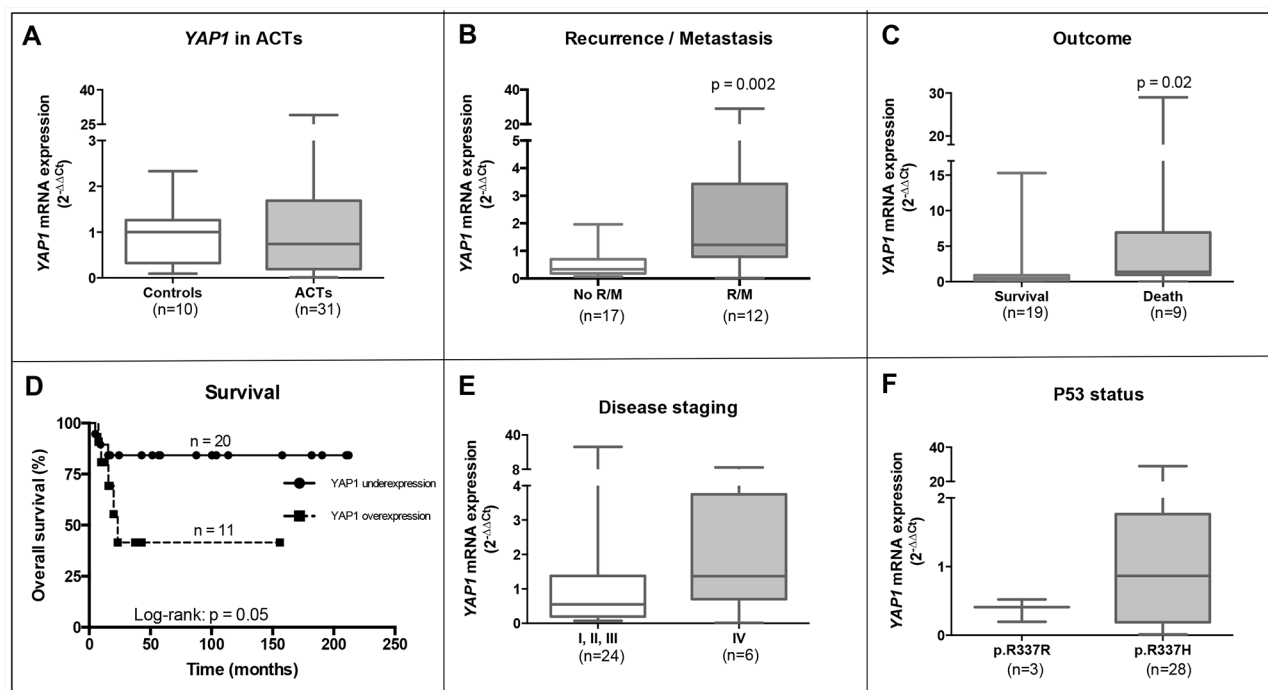 A
YAP1 in ACTs
YAP1 mRNA expression
(2-ΔΔCt)
40
25
3
2
1
0
Controls
(n=10)
ACTs
(n=31)
B
Recurrence / Metastasis
p = 0.002
YAP1 mRNA expression
(2-ΔΔCt)
40
20
5
4
3
2
1
0
No R/M
(n=17)
R/M
(n=12)
C
Outcome
p = 0.02
YAP1 mRNA expression
(2-ΔΔCt)
30
20
15
10
5
0
Survival
(n=19)
Death
(n=9)
D
Survival
Overall survival (%)
100
75
50
25
0
n = 20
YAP1 underexpression
YAP1 overexpression
n = 11
Log-rank: p = 0.05
0 50 100 150 200 250
Time (months)
E
Disease staging
YAP1 mRNA expression
(2-ΔΔCt)
40
8
4
3
2
1
0
I, II, III
(n=24)
IV
(n=6)
F
P53 status
YAP1 mRNA expression
(2-ΔΔCt)
40
20
2
1
0
p.R337R
(n=3)
p.R337H
(n=28)